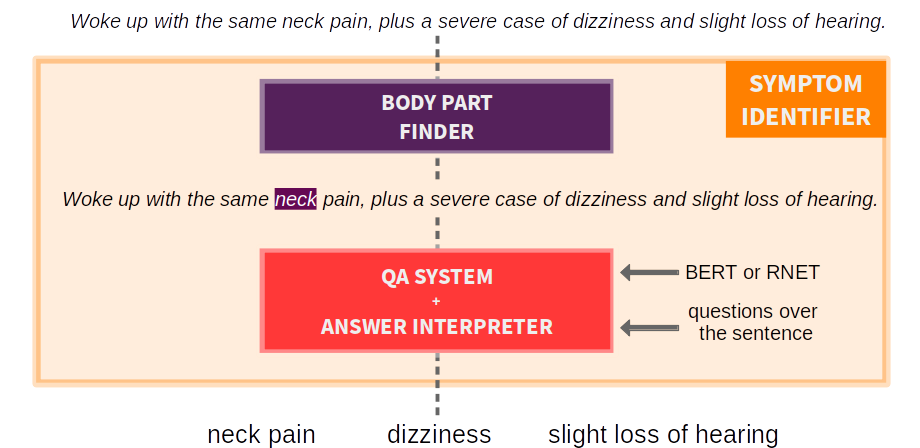 Woke up with the same neck pain, plus a severe case of dizziness and slight loss of hearing.
SYMPTOM
IDENTIFIER
BODY PART
FINDER
Woke up with the same neck pain, plus a severe case of dizziness and slight loss of hearing.
QA SYSTEM
+
ANSWER INTERPRETER
BERT or RNET
questions over
the sentence
neck pain
dizziness
slight loss of hearing